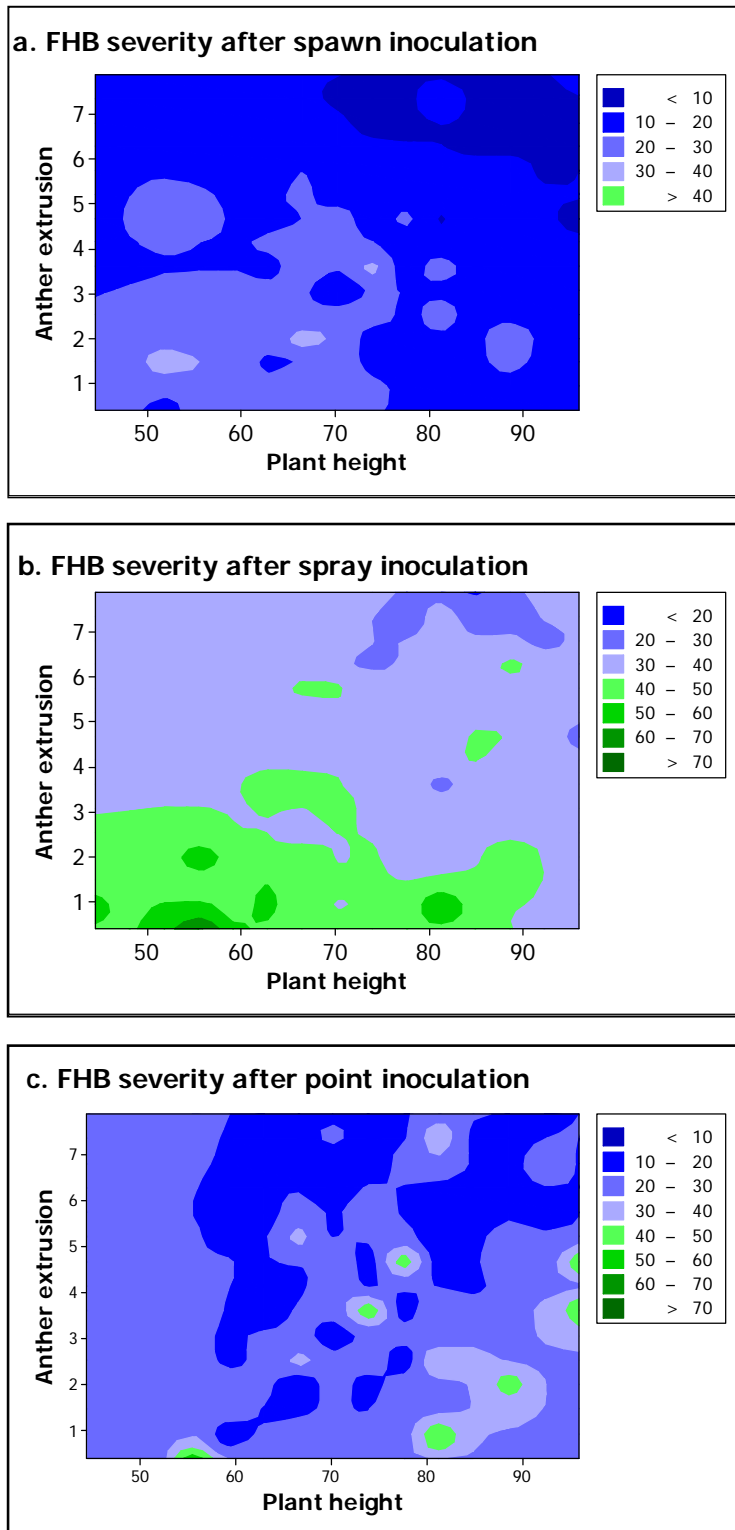 a. FHB severity after spawn inoculation
Anther extrusion
7
6
5
4
3
2
1
50 60 70 80 90
Plant height
< 10
10 – 20
20 – 30
30 – 40
> 40
b. FHB severity after spray inoculation
Anther extrusion
7
6
5
4
3
2
1
50 60 70 80 90
Plant height
< 20
20 – 30
30 – 40
40 – 50
50 – 60
60 – 70
> 70
c. FHB severity after point inoculation
Anther extrusion
7
6
5
4
3
2
1
50 60 70 80 90
Plant height
< 10
10 – 20
20 – 30
30 – 40
40 – 50
50 – 60
60 – 70
> 70